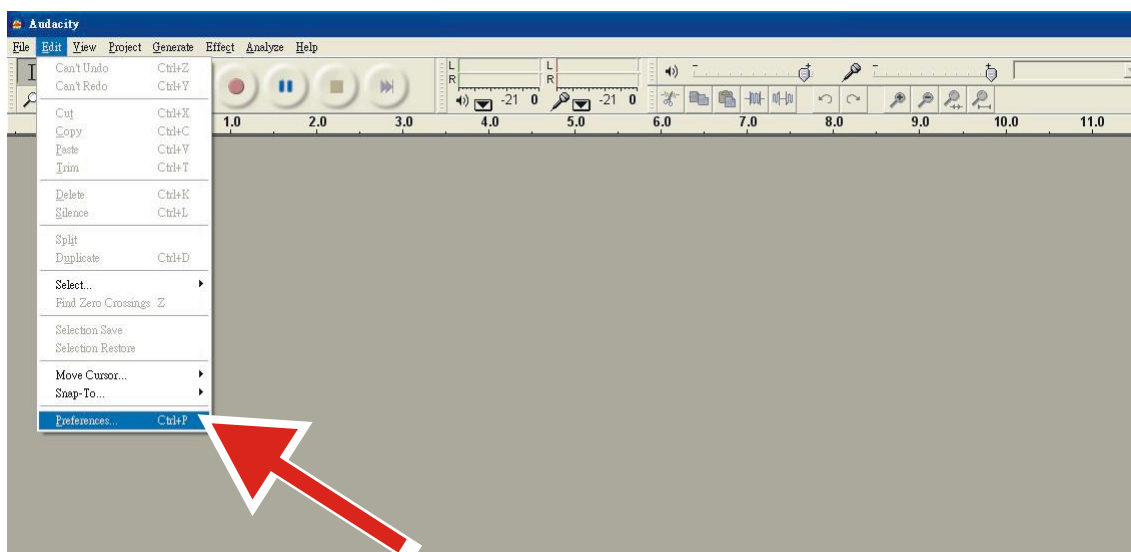 Audacity
File Edit View Project Generate Effect Analyze Help
Can't Undo Ctrl+Z
Can't Redo Ctrl+Y
Cut Ctrl+X
Copy Ctrl+C
Paste Ctrl+V
Trim Ctrl+T
Delete Ctrl+K
Silence Ctrl+L
Split
Duplicate Ctrl+D
Select...
Find Zero Crossings Z
Selection Save
Selection Restore
Move Cursor...
Snap-To...
Preferences... Ctrl+P
L L
R R
-21 0 -21 0
1.0 2.0 3.0 4.0 5.0 6.0 7.0 8.0 9.0 10.0 11.0